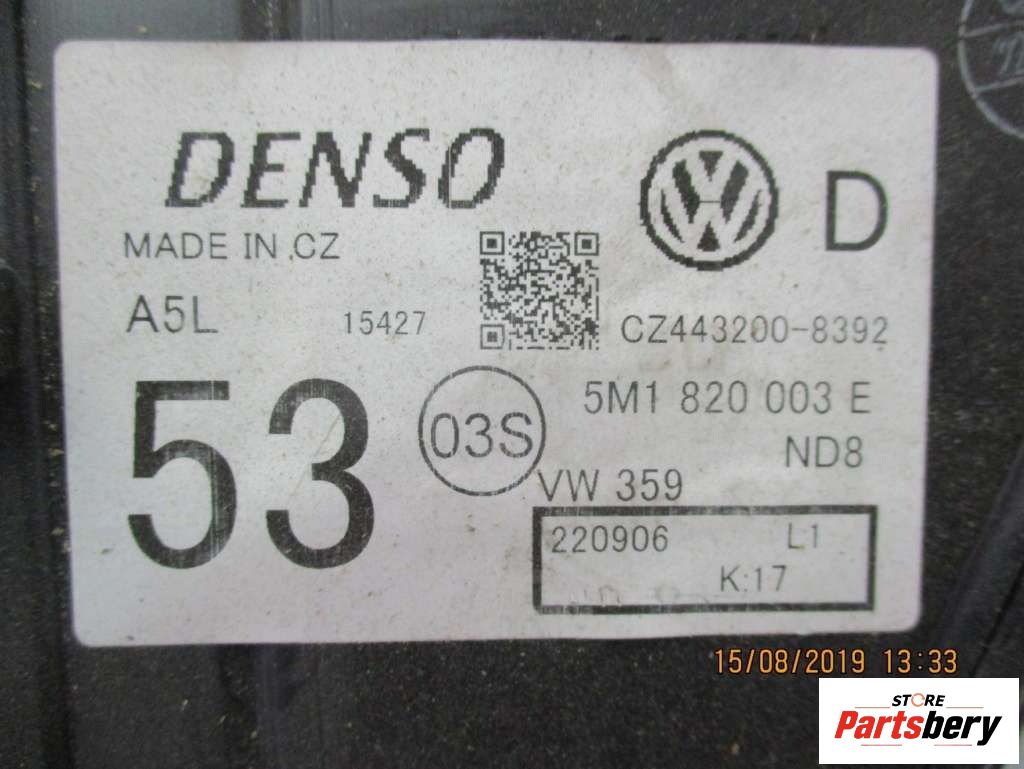 DENSO
D
MADE IN CZ
A5L 15427
CZ443200-8392
53
03S
5M1 820 003 E
ND8
VW 359
220906 L1
K:17
15/08/2019 13:33
STORE
Partsbery